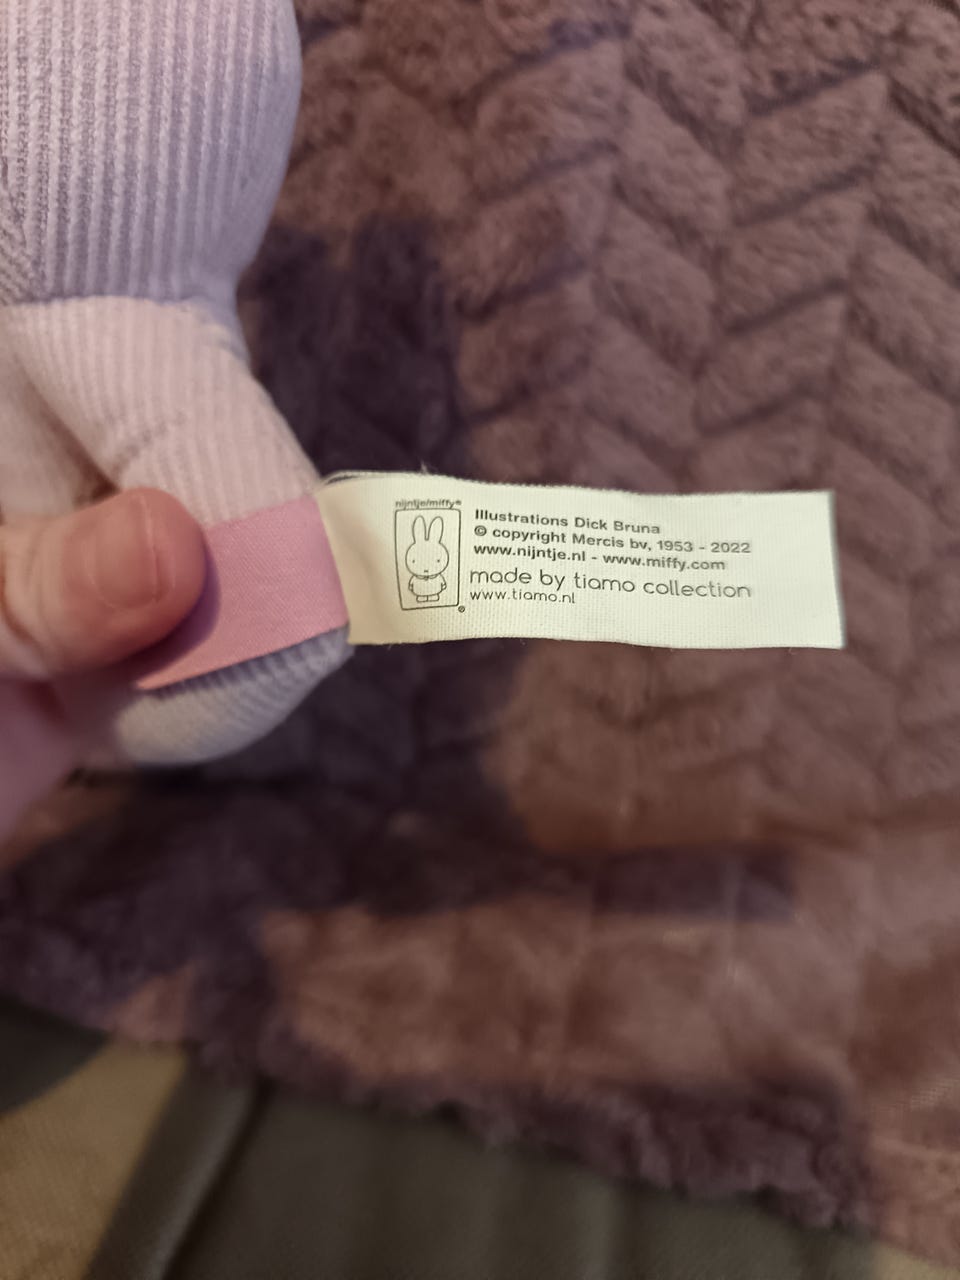 nijntje/miffy®
Illustrations Dick Bruna
© copyright Mercis bv, 1953 - 2022
www.nijntje.nl - www.miffy.com
made by tiamo collection
www.tiamo.nl
®